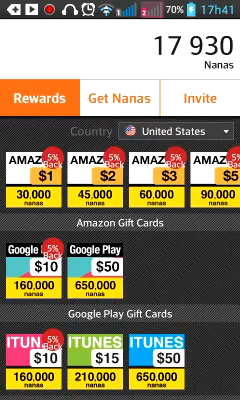 70% 17h41
17 930
Nanas
Rewards Get Nanas Invite
Country United States
AMAZ 5% Back $1 30,000 nanas
AMAZ 5% Back $2 45,000 nanas
AMAZ 5% Back $3 60,000 nanas
AMAZ 5% Back $5 90,000 nanas
Amazon Gift Cards
Google 5% Back $10 160,000 nanas
Google Play $50 650,000 nanas
Google Play Gift Cards
ITUN 5% Back $10 160,000 nanas
ITUNES $15 210,000 nanas
ITUNES $50 650,000 nanas